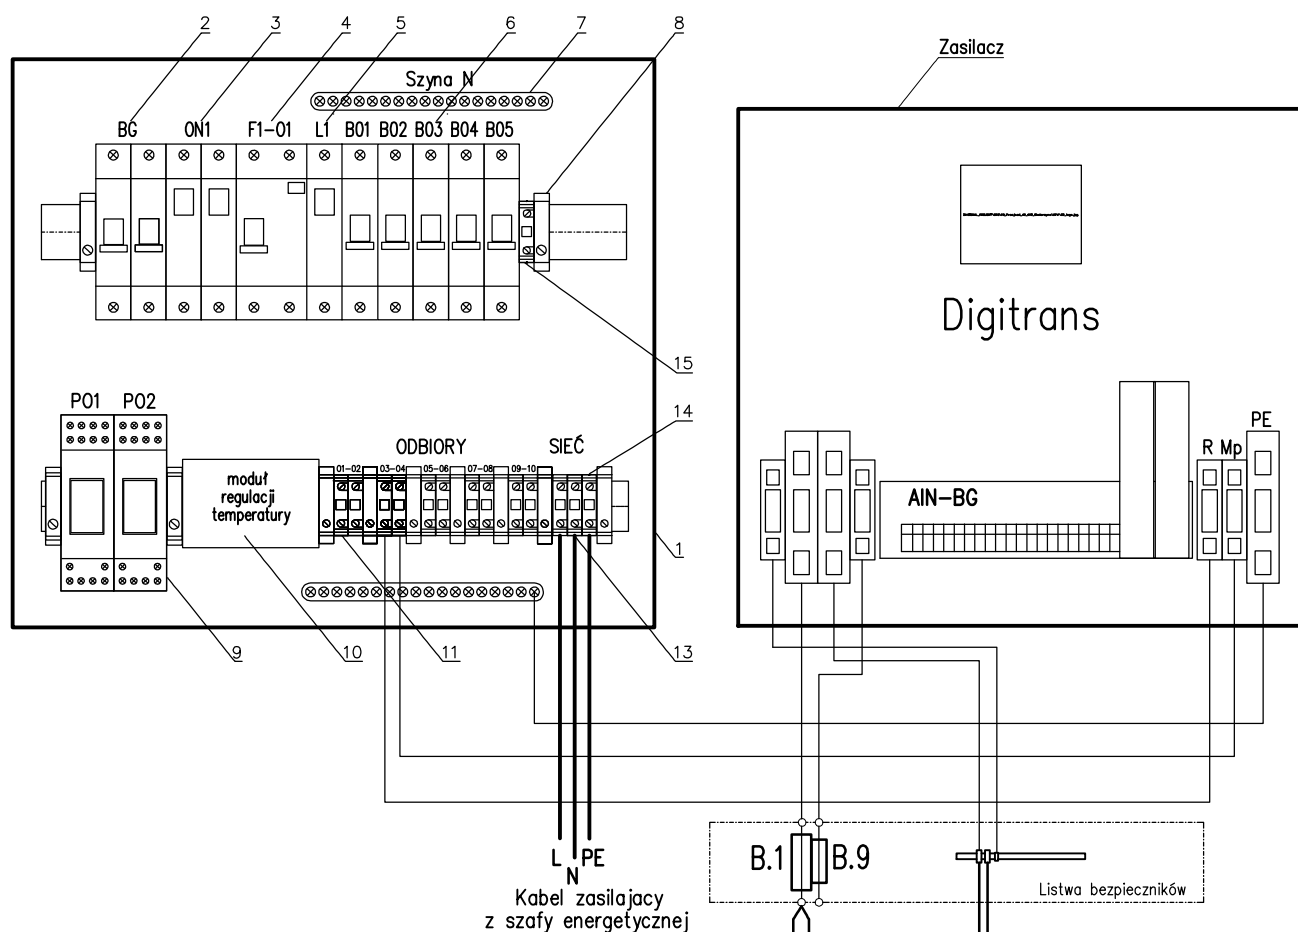 2
3
4
5
6
7
8
Zasilacz
Szyna N
BG
ON1
F1-01
L1
B01
B02
B03
B04
B05
Digitrans
15
14
PO1
PO2
ODBIORY
SIEĆ
R
Mp
PE
01-02
03-04
05-06
07-08
09-10
moduł
regulacji
temperatury
AIN-BG
1
9
10
11
13
L
N
PE
Kabel zasilajacy
z szafy energetycznej
B.1
B.9
Listwa bezpieczników